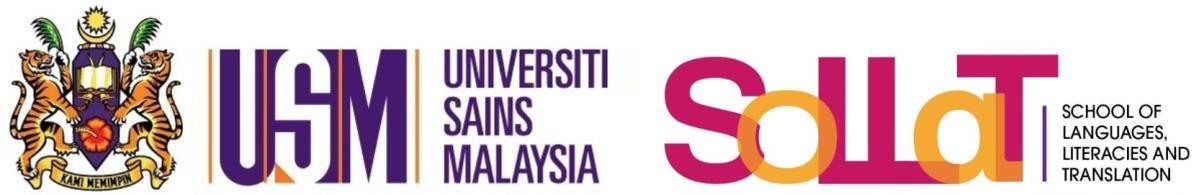 KAMI MEMIMPIN
USM
UNIVERSITI
SAINS
MALAYSIA
SoLLaT
SCHOOL OF
LANGUAGES,
LITERACIES AND
TRANSLATION